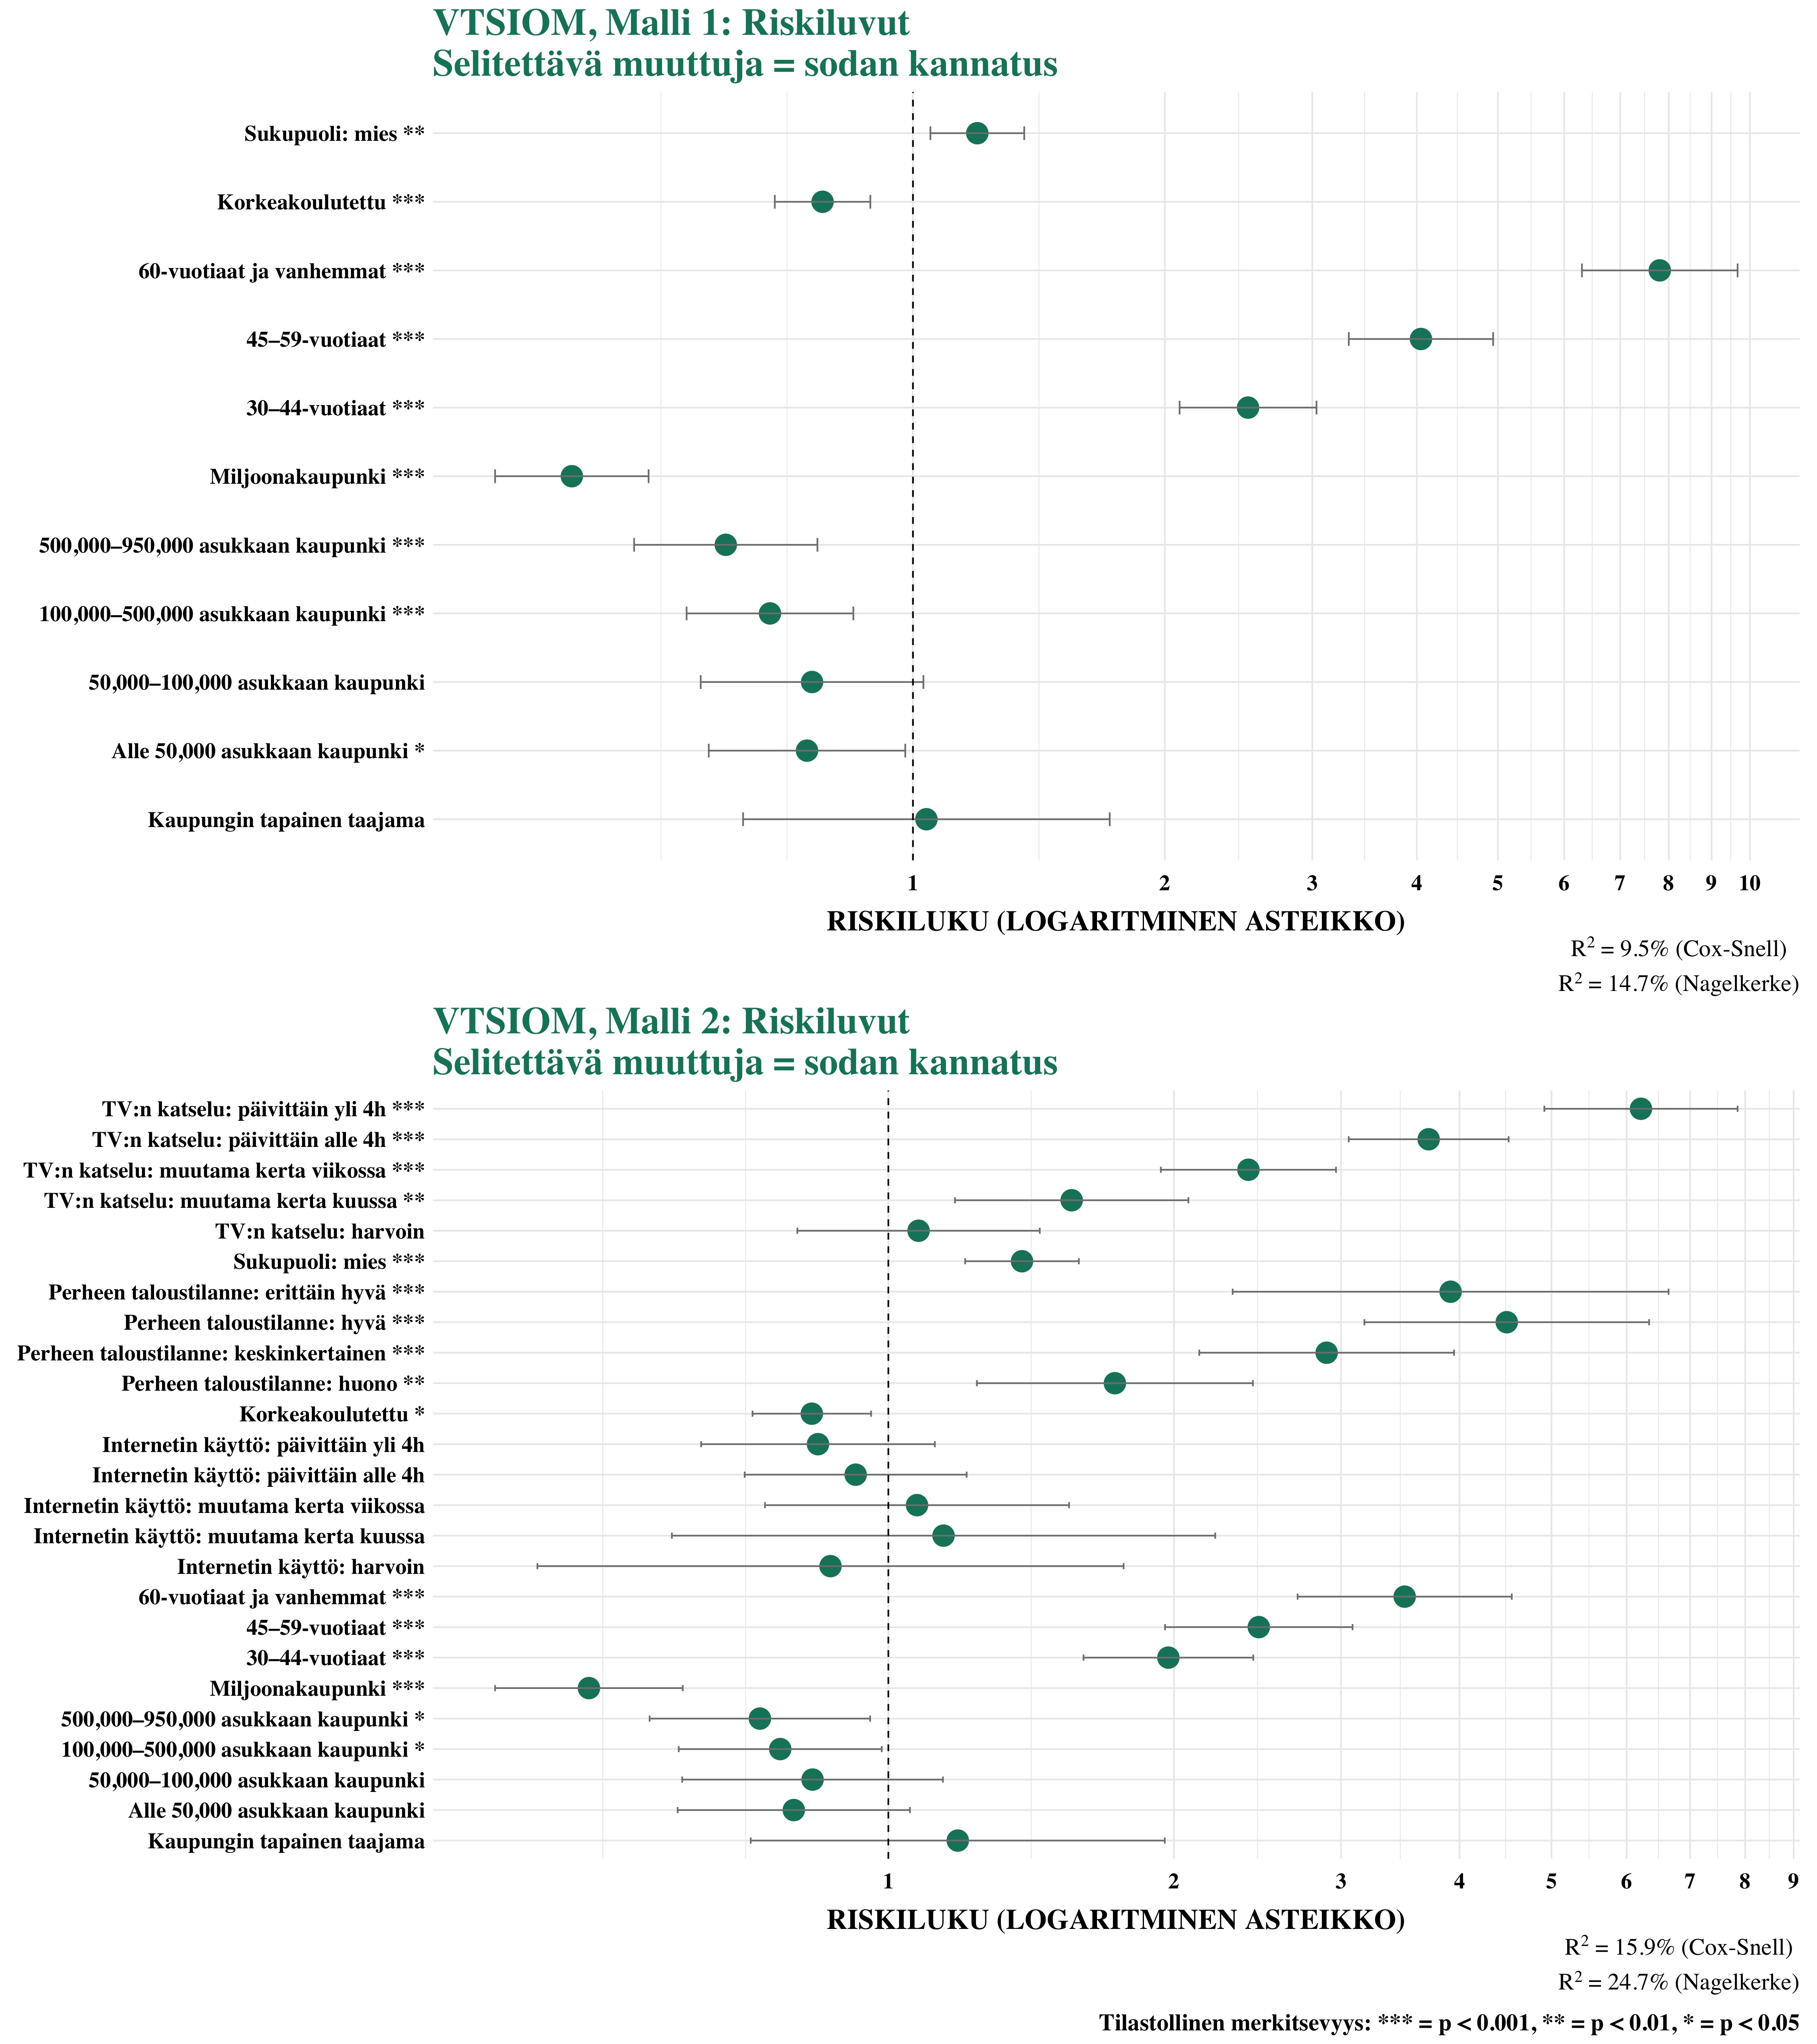 VTSIOM, Malli 1: Riskiluvut
Selitettävä muuttuja = sodan kannatus
Sukupuoli: mies **
Korkeakoulutettu ***
60-vuotiaat ja vanhemmat ***
45–59-vuotiaat ***
30–44-vuotiaat ***
Miljoonakaupunki ***
500,000–950,000 asukkaan kaupunki ***
100,000–500,000 asukkaan kaupunki ***
50,000–100,000 asukkaan kaupunki
Alle 50,000 asukkaan kaupunki *
Kaupungin tapainen taajama
1 2 3 4 5 6 7 8 9 10
RISKILUKU (LOGARITMINEN ASTEIKKO)
R² = 9.5% (Cox-Snell)
R² = 14.7% (Nagelkerke)
VTSIOM, Malli 2: Riskiluvut
Selitettävä muuttuja = sodan kannatus
TV:n katselu: päivittäin yli 4h ***
TV:n katselu: päivittäin alle 4h ***
TV:n katselu: muutama kerta viikossa ***
TV:n katselu: muutama kerta kuussa **
TV:n katselu: harvoin
Sukupuoli: mies ***
Perheen taloustilanne: erittäin hyvä ***
Perheen taloustilanne: hyvä ***
Perheen taloustilanne: keskinkertainen ***
Perheen taloustilanne: huono **
Korkeakoulutettu *
Internetin käyttö: päivittäin yli 4h
Internetin käyttö: päivittäin alle 4h
Internetin käyttö: muutama kerta viikossa
Internetin käyttö: muutama kerta kuussa
Internetin käyttö: harvoin
60-vuotiaat ja vanhemmat ***
45–59-vuotiaat ***
30–44-vuotiaat ***
Miljoonakaupunki ***
500,000–950,000 asukkaan kaupunki *
100,000–500,000 asukkaan kaupunki *
50,000–100,000 asukkaan kaupunki
Alle 50,000 asukkaan kaupunki
Kaupungin tapainen taajama
1 2 3 4 5 6 7 8 9
RISKILUKU (LOGARITMINEN ASTEIKKO)
R² = 15.9% (Cox-Snell)
R² = 24.7% (Nagelkerke)
Tilastollinen merkitsevyys: *** = p < 0.001, ** = p < 0.01, * = p < 0.05